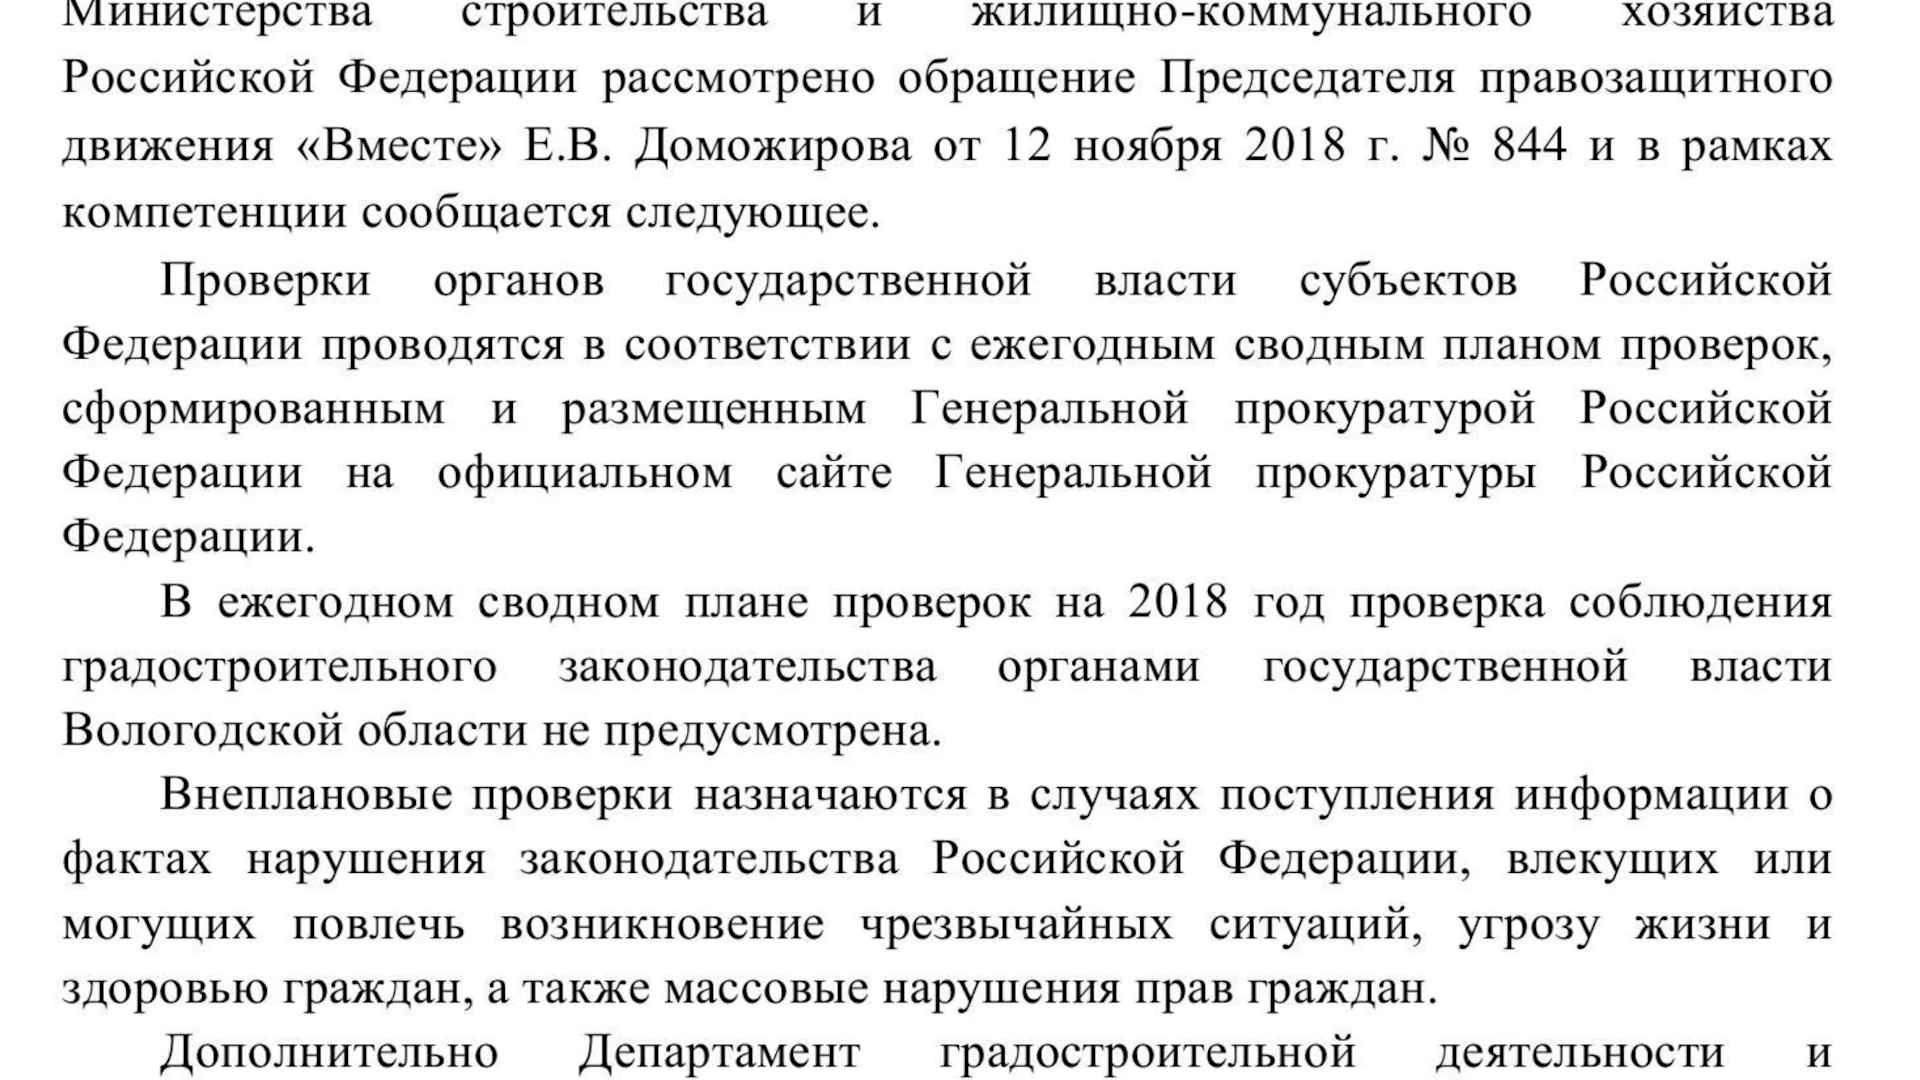 Министерства строительства и жилищно-коммунального хозяйства
Российской Федерации рассмотрено обращение Председателя правозащитного
движения «Вместе» Е.В. Доможирова от 12 ноября 2018 г. № 844 и в рамках
компетенции сообщается следующее.
Проверки органов государственной власти субъектов Российской
Федерации проводятся в соответствии с ежегодным сводным планом проверок,
сформированным и размещенным Генеральной прокуратурой Российской
Федерации на официальном сайте Генеральной прокуратуры Российской
Федерации.
В ежегодном сводном плане проверок на 2018 год проверка соблюдения
градостроительного законодательства органами государственной власти
Вологодской области не предусмотрена.
Внеплановые проверки назначаются в случаях поступления информации о
фактах нарушения законодательства Российской Федерации, влекущих или
могущих повлечь возникновение чрезвычайных ситуаций, угрозу жизни и
здоровью граждан, а также массовые нарушения прав граждан.
Дополнительно Департамент градостроительной деятельности и